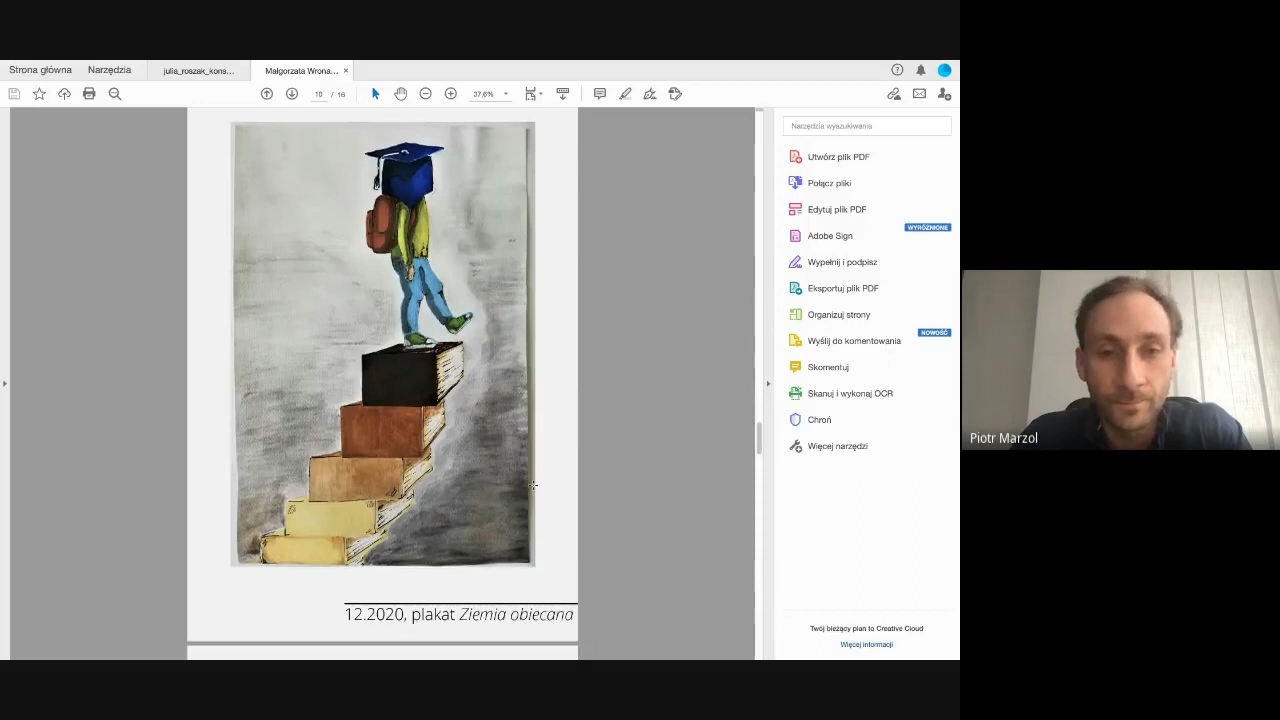 Strona główna
Narzędzia
julia_roszak_kons...
Małgorzata Wrona... ×
10 / 16
37,6%
Narzędzia wyszukiwania
Utwórz plik PDF
Połącz pliki
Edytuj plik PDF
WYRÓŻNIONE
Adobe Sign
Wypełnij i podpisz
Eksportuj plik PDF
Organizuj strony
NOWOŚĆ
Wyślij do komentowania
Skomentuj
Skanuj i wykonaj OCR
Chroń
Więcej narzędzi
Piotr Marzol
12.2020, plakat Ziemia obiecana
Twój bieżący plan to Creative Cloud
Więcej informacji